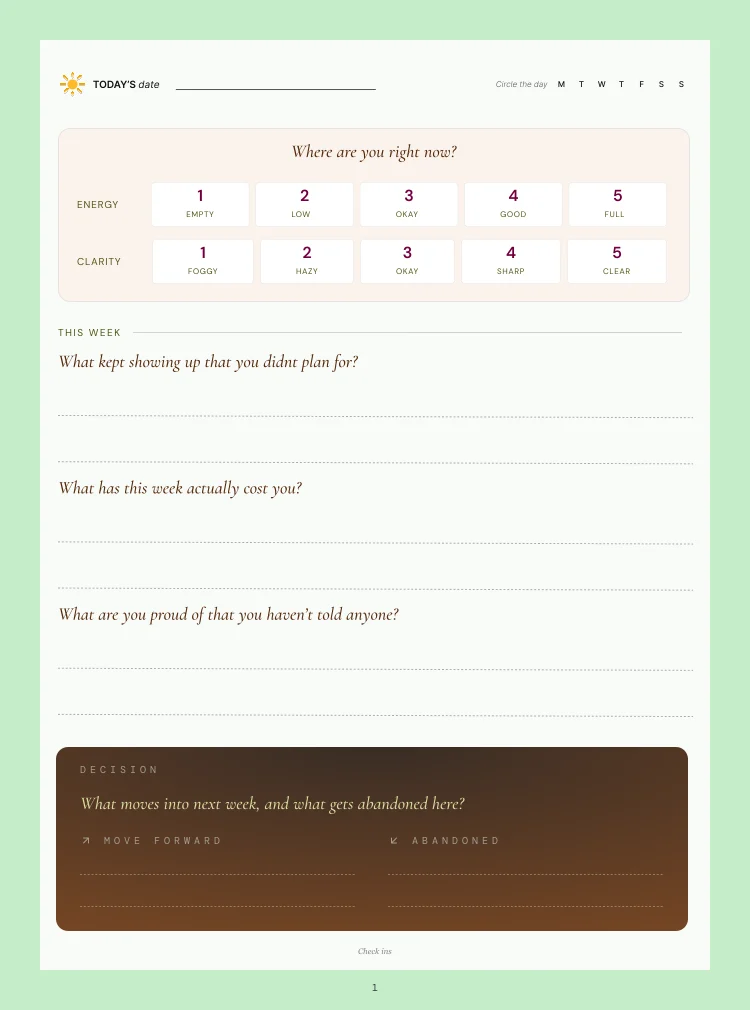 TODAY'S date
Circle the day M T W T F S S
Where are you right now?
ENERGY
1 2 3 4 5
EMPTY LOW OKAY GOOD FULL
CLARITY
1 2 3 4 5
FOGGY HAZY OKAY SHARP CLEAR
THIS WEEK
What kept showing up that you didnt plan for?
What has this week actually cost you?
What are you proud of that you haven't told anyone?
DECISION
What moves into next week, and what gets abandoned here?
MOVE FORWARD
ABANDONED
Check ins
1